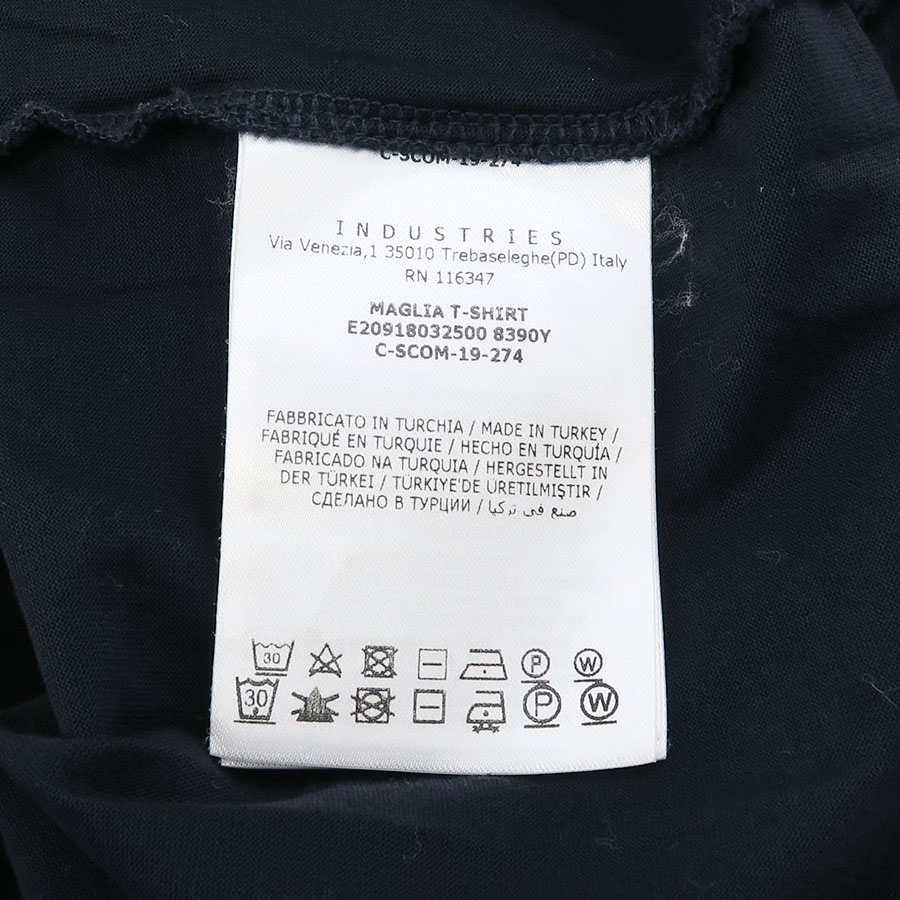 C-SCOM-19-274
INDUSTRIES
Via Venezia,1 35010 Trebaseleghe(PD) Italy
RN 116347
MAGLIA T-SHIRT
E20918032500 8390Y
C-SCOM-19-274
FABBRICATO IN TURCHIA / MADE IN TURKEY /
FABRIQUÉ EN TURQUIE / HECHO EN TURQUÍA /
FABRICADO NA TURQUIA / HERGESTELLT IN
DER TÜRKEI / TÜRKIYE'DE ÜRETILMIŞTIR /
СДЕЛАНО В ТУРЦИИ / صنع في تركيا
30 P W
30 P W